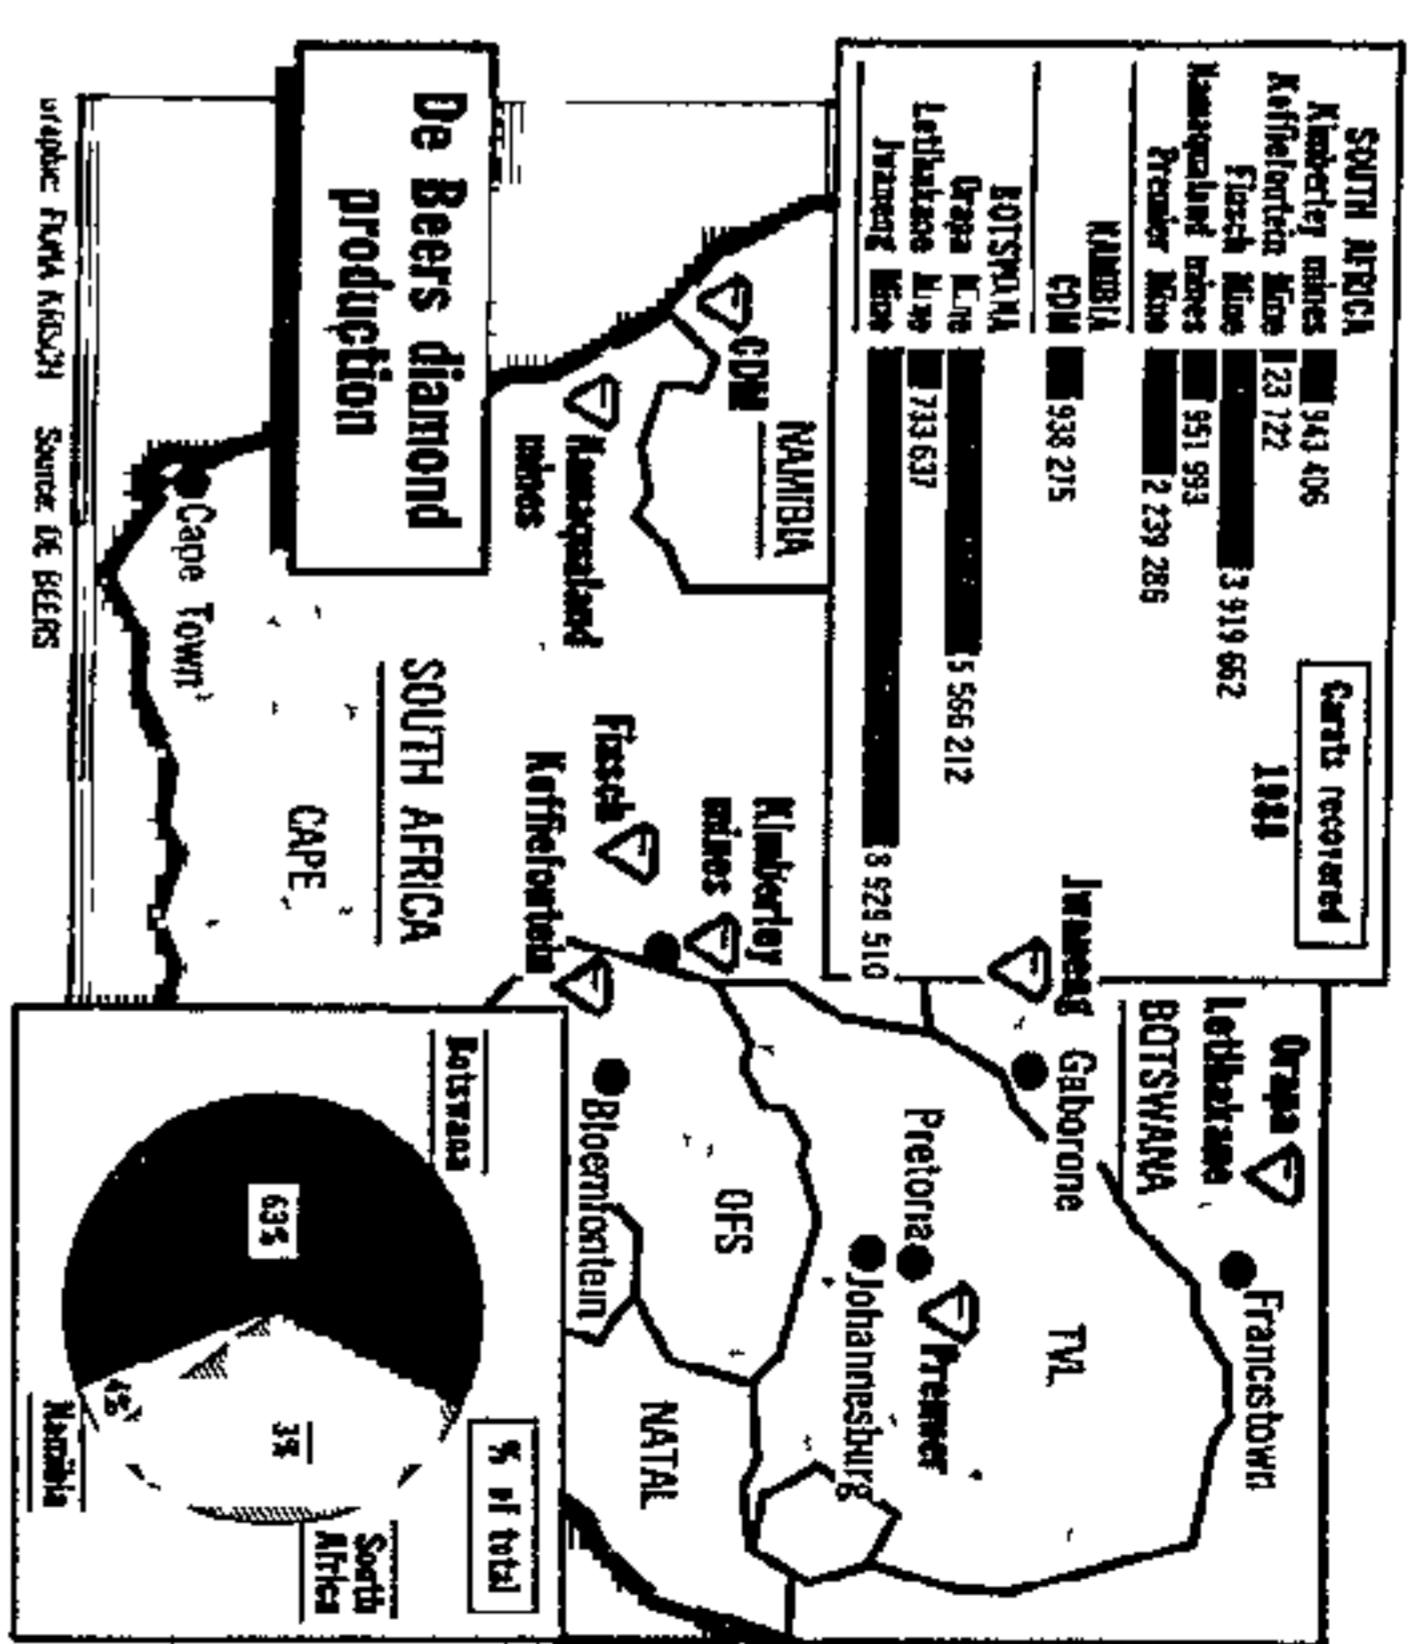 De Beers diamond
production
Carats recovered
SOUTH AFRICA
Kimberley mines 943 406
Koffiefontein Mine 23 722
Finsch Mine 3 919 662
Namaqualand mines 951 993
Premier Mine 2 239 286
NAMIBIA
CDM 938 275
BOTSWANA
Orapa Mine 5 566 212
Letlhakane Mine 733 637
Jwaneng Mine 8 929 510
Orapa
Letlhakane
BOTSWANA
Francistown
Jwaneng
Gaborone
TVL
Pretoria
Premier
Johannesburg
NAMIBIA
CDM
Kimberley
mines
OFS
Namaqualand
mines
Finsch
Koffiefontein
Bloemfontein
NATAL
SOUTH AFRICA
CAPE
Cape Town
% of total
Botswana
63%
South
Africa
Namibia
Source: DE BEERS